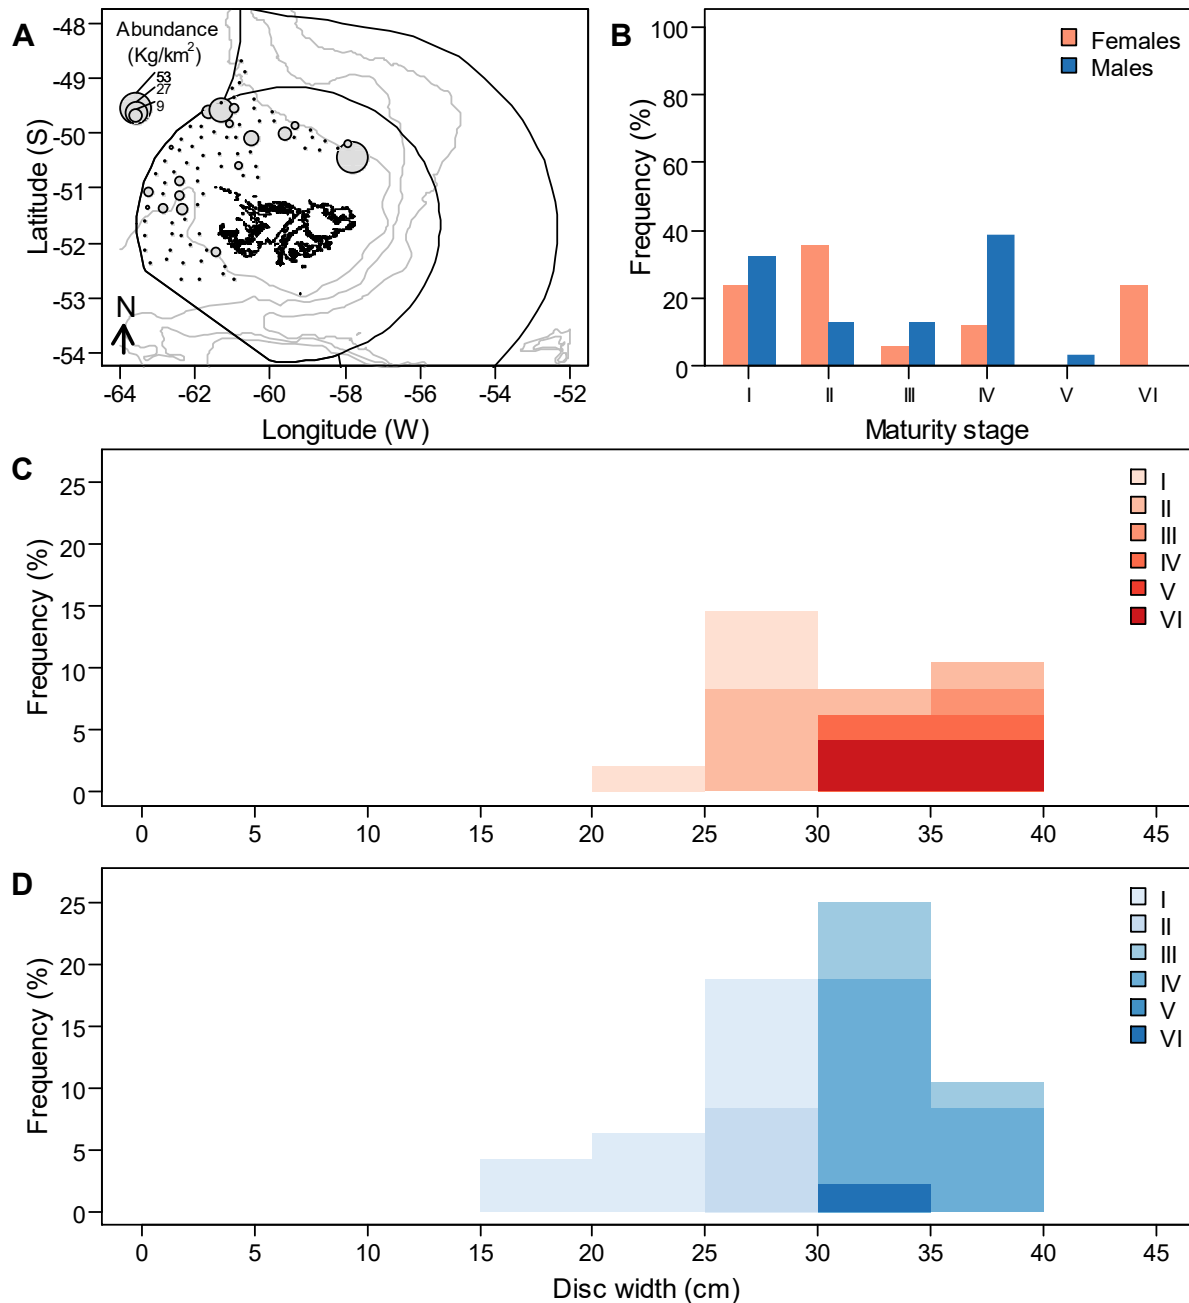 A
Abundance
(Kg/km2)
53
27
9
-48
-49
-50
-51
-52
-53
-54
Latitude (S)
N
-64 -62 -60 -58 -56 -54 -52
Longitude (W)
B
Females
Males
100
80
60
40
20
0
Frequency (%)
I II III IV V VI
Maturity stage
C
I
II
III
IV
V
VI
25
20
15
10
5
0
Frequency (%)
0 5 10 15 20 25 30 35 40 45
D
I
II
III
IV
V
VI
25
20
15
10
5
0
Frequency (%)
0 5 10 15 20 25 30 35 40 45
Disc width (cm)